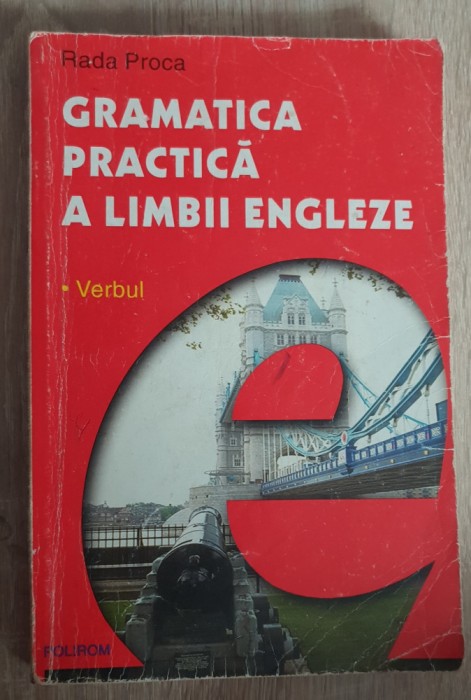 Rada Proca
GRAMATICA
PRACTICĂ
A LIMBII ENGLEZE
• Verbul
POLIROM